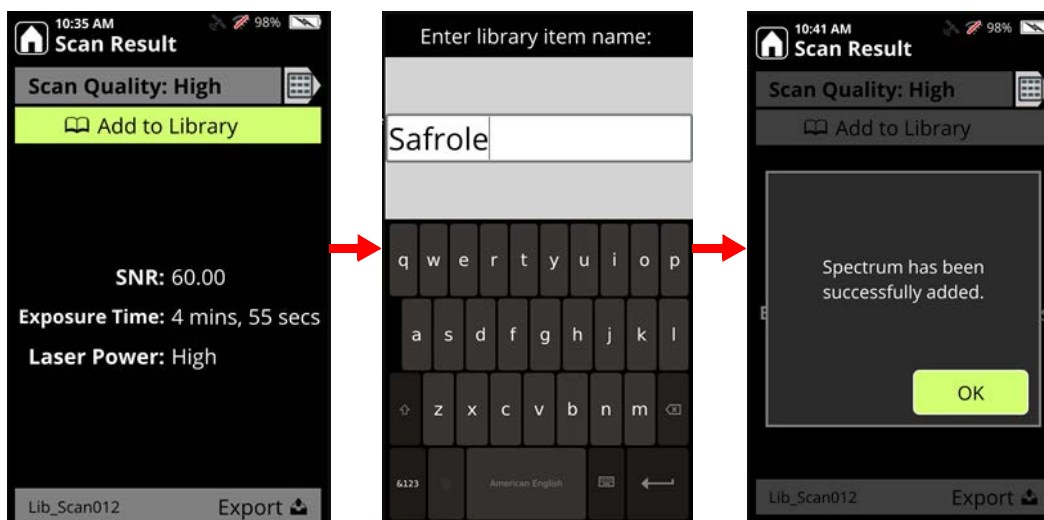 10:35 AM
98%
Scan Result
Scan Quality: High
Add to Library
SNR: 60.00
Exposure Time: 4 mins, 55 secs
Laser Power: High
Lib_Scan012
Export
Enter library item name:
Safrole
q w e r t y u i o p
a s d f g h j k l
z x c v b n m
&123
American English
10:41 AM
98%
Scan Result
Scan Quality: High
Add to Library
Spectrum has been
successfully added.
OK
Lib_Scan012
Export